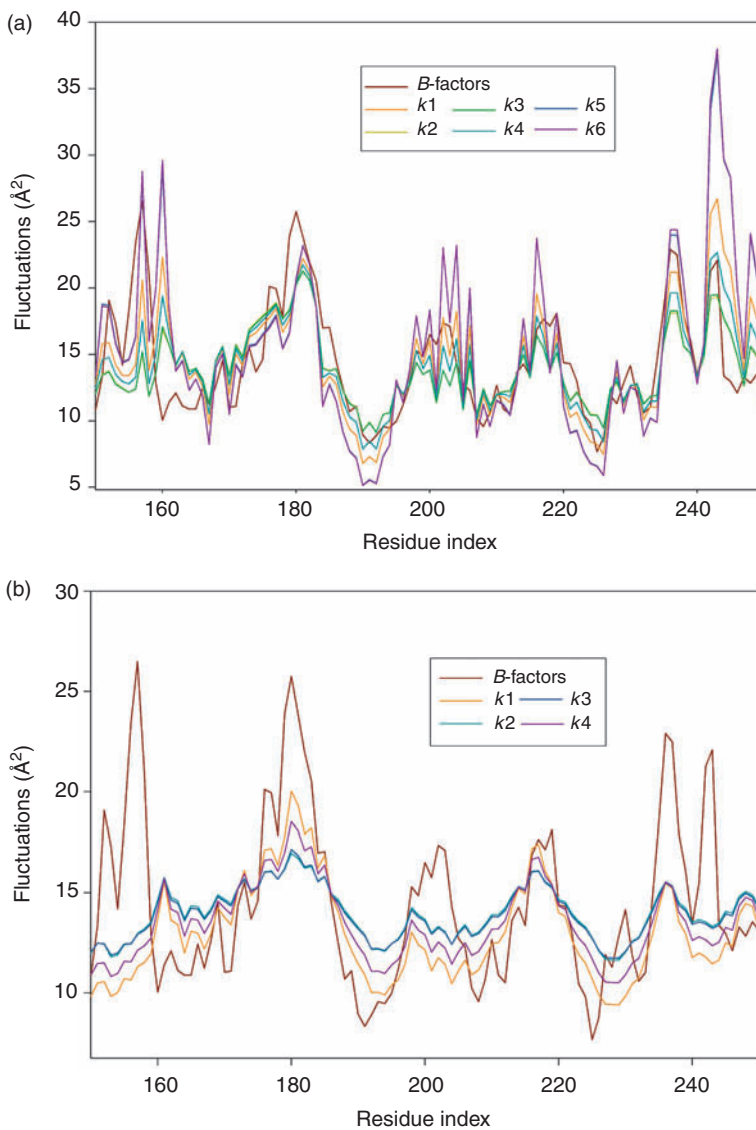 (a)
40
35
30
25
20
15
10
5
Fluctuations (Å²)
B-factors
k1 k3 k5
k2 k4 k6
160 180 200 220 240
Residue index
(b)
30
25
20
15
10
Fluctuations (Å²)
B-factors
k1 k3
k2 k4
160 180 200 220 240
Residue index